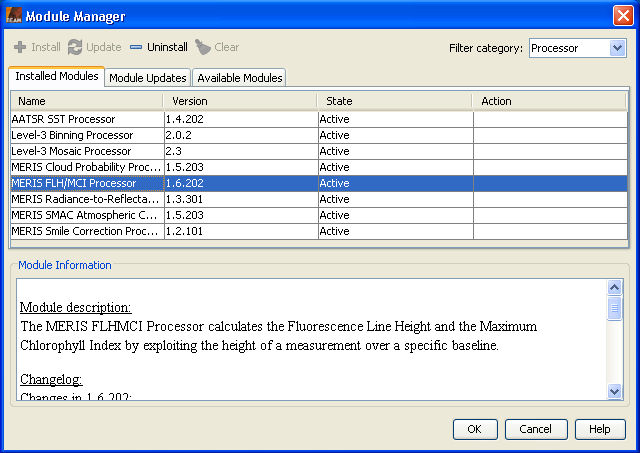 Module Manager
Install Update Uninstall Clear Filter category: Processor
Installed Modules Module Updates Available Modules
Name Version State Action
AATSR SST Processor 1.4.202 Active
Level-3 Binning Processor 2.0.2 Active
Level-3 Mosaic Processor 2.3 Active
MERIS Cloud Probability Proc... 1.5.203 Active
MERIS FLH/MCI Processor 1.6.202 Active
MERIS Radiance-to-Reflecta... 1.3.301 Active
MERIS SMAC Atmospheric C... 1.5.203 Active
MERIS Smile Correction Proc... 1.2.101 Active
Module Information
Module description:
The MERIS FLHMCI Processor calculates the Fluorescence Line Height and the Maximum
Chlorophyll Index by exploiting the height of a measurement over a specific baseline.
Changelog:
Changes in 1.6.202:
OK Cancel Help